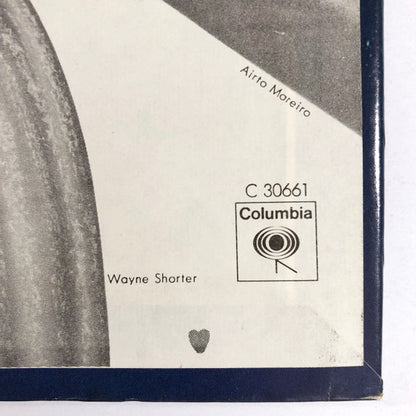 Airto Moreiro
C 30661
Columbia
Wayne Shorter